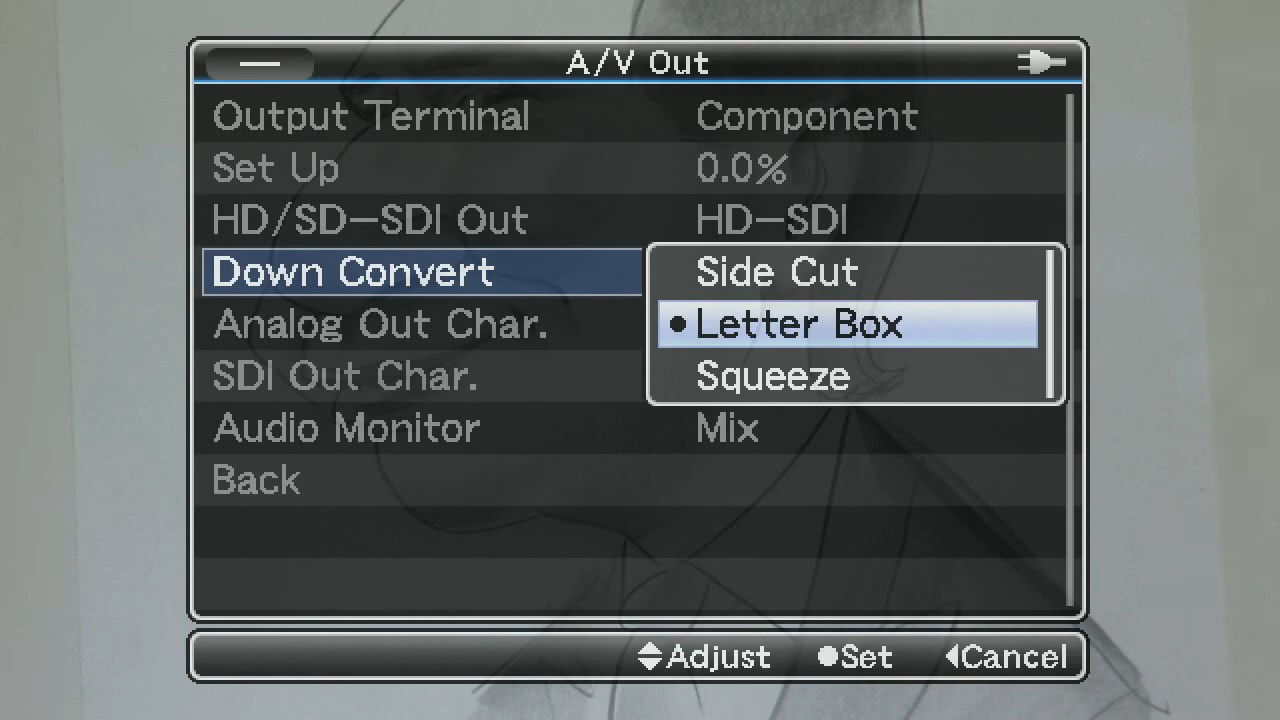 A/V Out
Output Terminal Component
Set Up 0.0%
HD/SD-SDI Out HD-SDI
Down Convert Side Cut
Analog Out Char. ●Letter Box
SDI Out Char. Squeeze
Audio Monitor Mix
Back
Adjust ●Set ◀Cancel